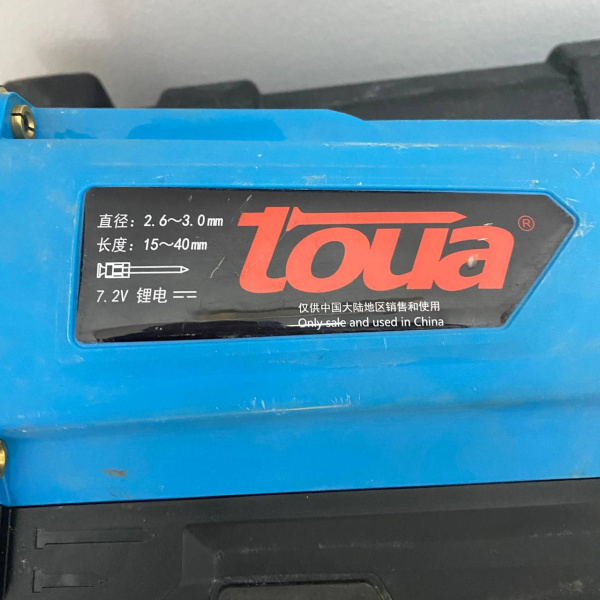 直径: 2.6～3.0mm
长度: 15～40mm
7.2V 锂电
toua®
仅供中国大陆地区销售和使用
Only sale and used in China